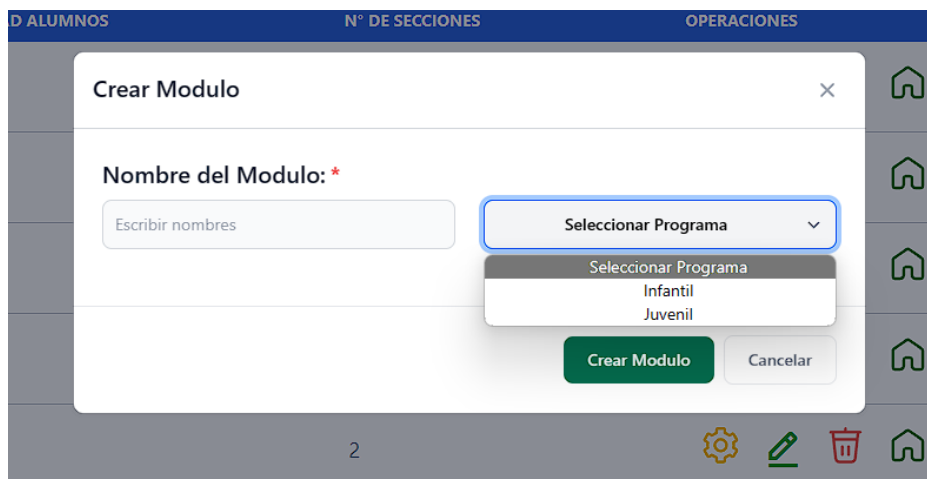 D ALUMNOS N° DE SECCIONES OPERACIONES
Crear Modulo
Nombre del Modulo: *
Escribir nombres
Seleccionar Programa
Seleccionar Programa
Infantil
Juvenil
Crear Modulo Cancelar
2